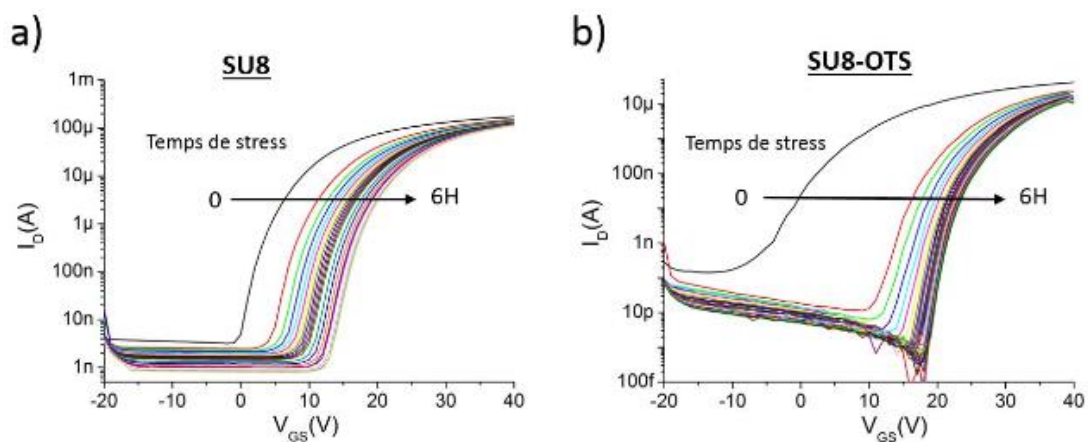 a)
SU8
1m
100µ
10µ
1µ
100n
10n
1n
I_D(A)
Temps de stress
0
6H
-20
-10
0
10
20
30
40
V_GS(V)
b)
SU8-OTS
10µ
100n
1n
10p
100f
I_D(A)
Temps de stress
0
6H
-20
-10
0
10
20
30
40
V_GS(V)